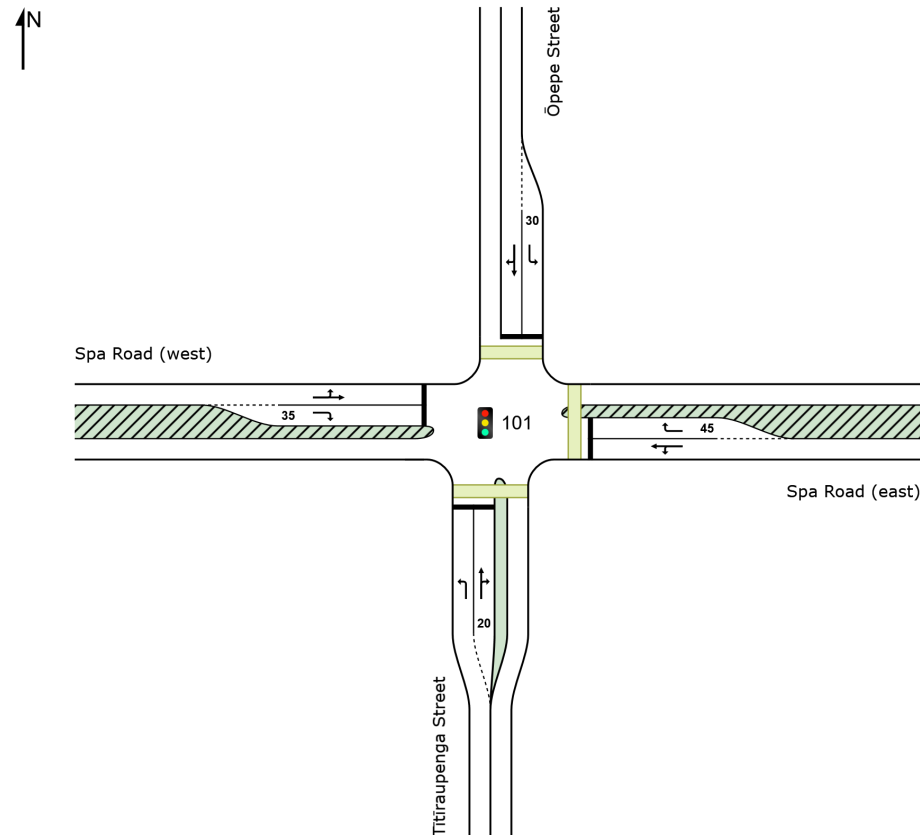 N
Ōpepe Street
30
Spa Road (west)
35
101
45
Spa Road (east)
20
Titiraupenga Street